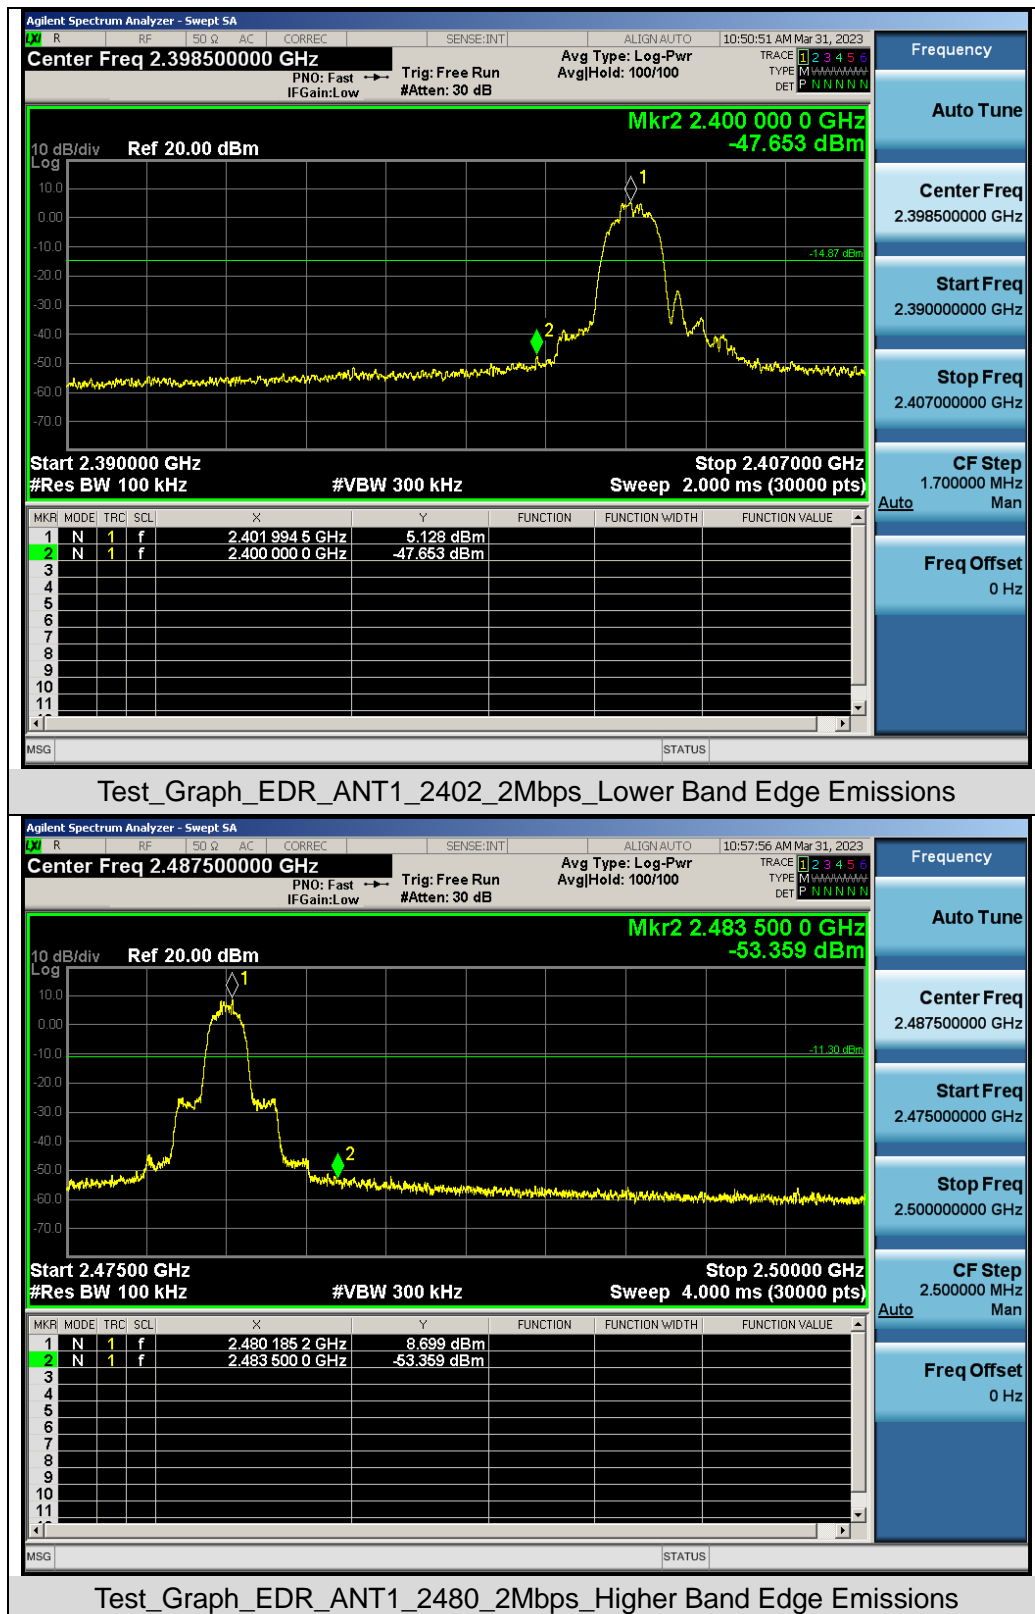 Agilent Spectrum Analyzer - Swept SA
LXI R RF 50 Ω AC CORREC SENSE:INT ALIGN AUTO 10:50:51 AM Mar 31, 2023
Center Freq 2.398500000 GHz
PNO: Fast
IFGain:Low
Trig: Free Run
#Atten: 30 dB
Avg Type: Log-Pwr
Avg|Hold: 100/100
TRACE 1 2 3 4 5 6
TYPE M
DET P N N N N N
Mkr2 2.400 000 0 GHz
-47.653 dBm
10 dB/div Ref 20.00 dBm
Log
10.0
0.00
-10.0
-20.0
-30.0
-40.0
-50.0
-60.0
-70.0
1
2
-14.87 dBm
Start 2.390000 GHz Stop 2.407000 GHz
#Res BW 100 kHz #VBW 300 kHz Sweep 2.000 ms (30000 pts)
MKR MODE TRC SCL X Y FUNCTION FUNCTION WIDTH FUNCTION VALUE
1 N 1 f 2.401 994 5 GHz 5.128 dBm
2 N 1 f 2.400 000 0 GHz -47.653 dBm
3
4
5
6
7
8
9
10
11
MSG STATUS
Frequency
Auto Tune
Center Freq
2.398500000 GHz
Start Freq
2.390000000 GHz
Stop Freq
2.407000000 GHz
CF Step
1.700000 MHz
Auto Man
Freq Offset
0 Hz
Test_Graph_EDR_ANT1_2402_2Mbps_Lower Band Edge Emissions
Agilent Spectrum Analyzer - Swept SA
LXI R RF 50 Ω AC CORREC SENSE:INT ALIGN AUTO 10:57:56 AM Mar 31, 2023
Center Freq 2.487500000 GHz
PNO: Fast
IFGain:Low
Trig: Free Run
#Atten: 30 dB
Avg Type: Log-Pwr
Avg|Hold: 100/100
TRACE 1 2 3 4 5 6
TYPE M
DET P N N N N N
Mkr2 2.483 500 0 GHz
-53.359 dBm
10 dB/div Ref 20.00 dBm
Log
10.0
0.00
-10.0
-20.0
-30.0
-40.0
-50.0
-60.0
-70.0
1
2
-11.30 dBm
Start 2.47500 GHz Stop 2.50000 GHz
#Res BW 100 kHz #VBW 300 kHz Sweep 4.000 ms (30000 pts)
MKR MODE TRC SCL X Y FUNCTION FUNCTION WIDTH FUNCTION VALUE
1 N 1 f 2.480 185 2 GHz 8.699 dBm
2 N 1 f 2.483 500 0 GHz -53.359 dBm
3
4
5
6
7
8
9
10
11
MSG STATUS
Frequency
Auto Tune
Center Freq
2.487500000 GHz
Start Freq
2.475000000 GHz
Stop Freq
2.500000000 GHz
CF Step
2.500000 MHz
Auto Man
Freq Offset
0 Hz
Test_Graph_EDR_ANT1_2480_2Mbps_Higher Band Edge Emissions